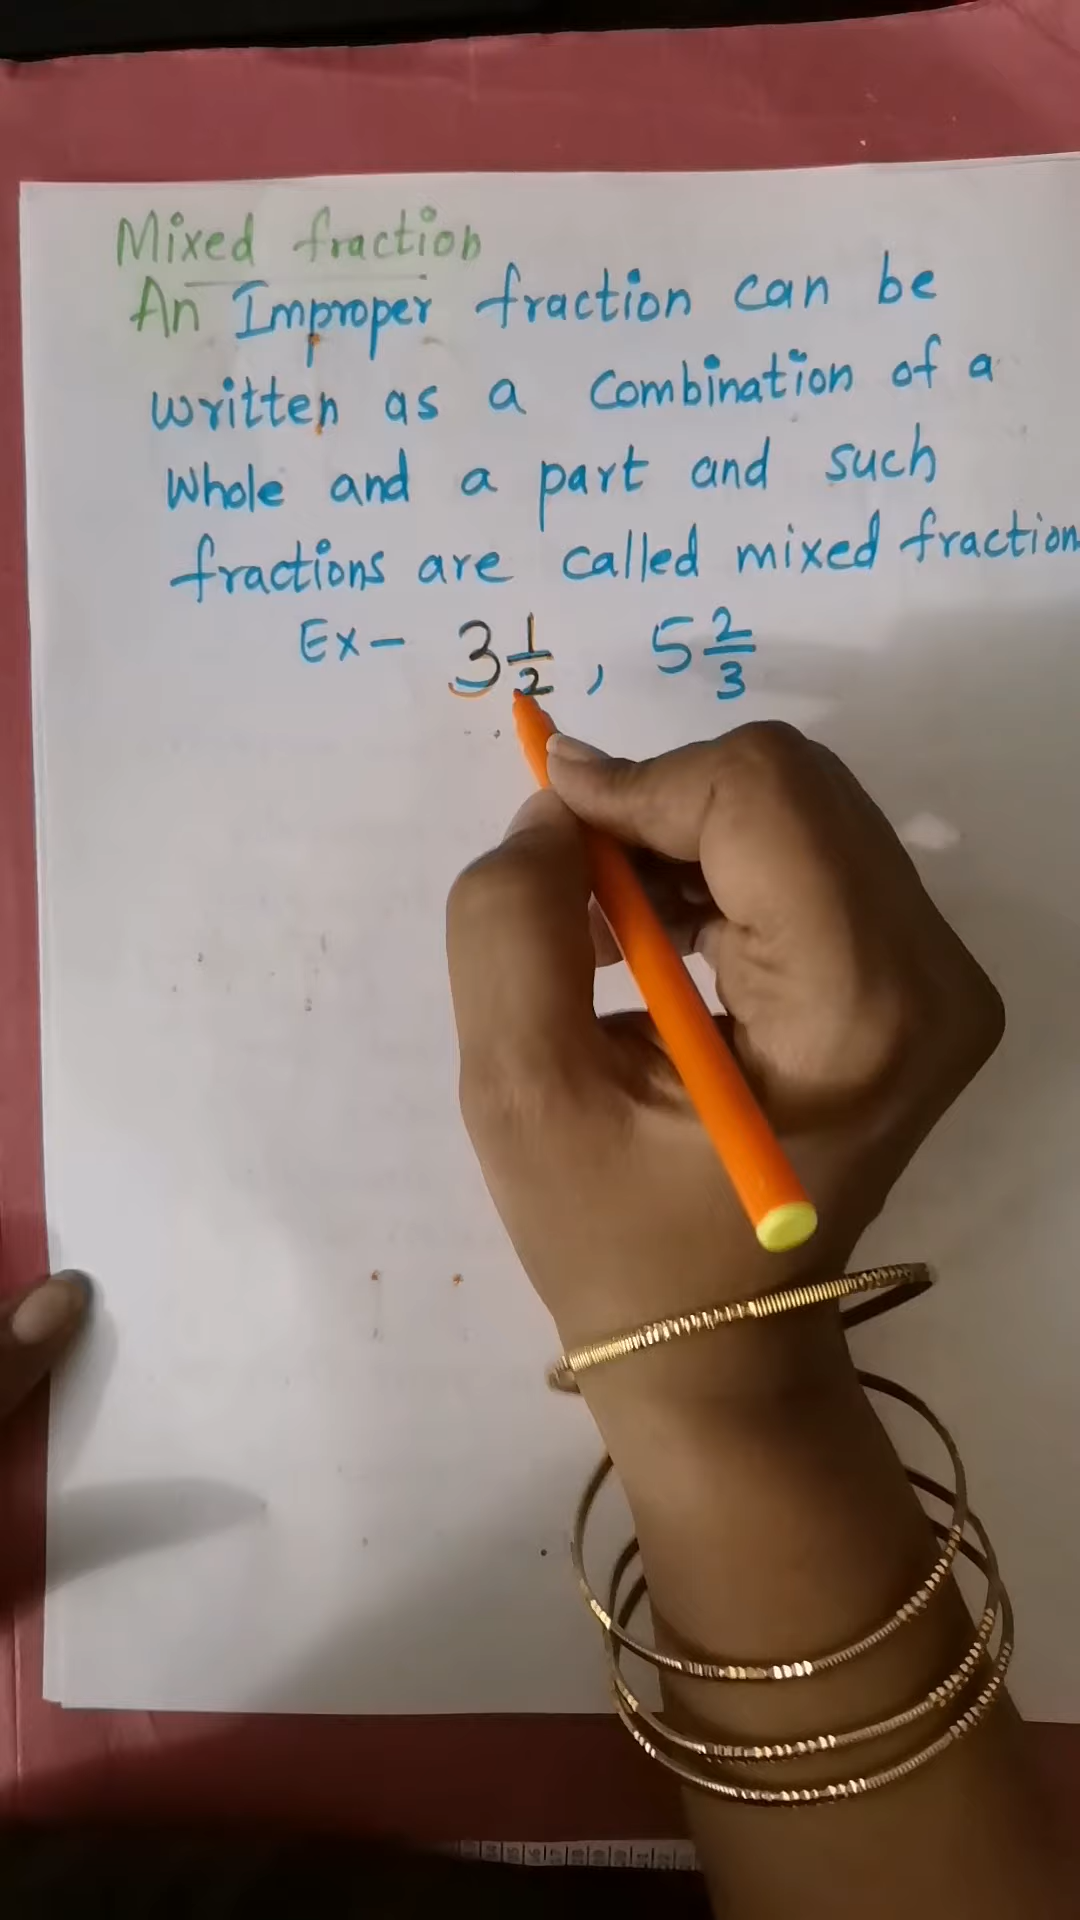 Mixed fraction
An Improper fraction can be
written as a combination of a
Whole and a part and such
fractions are called mixed fraction
Ex- 3 1/2, 5 2/3